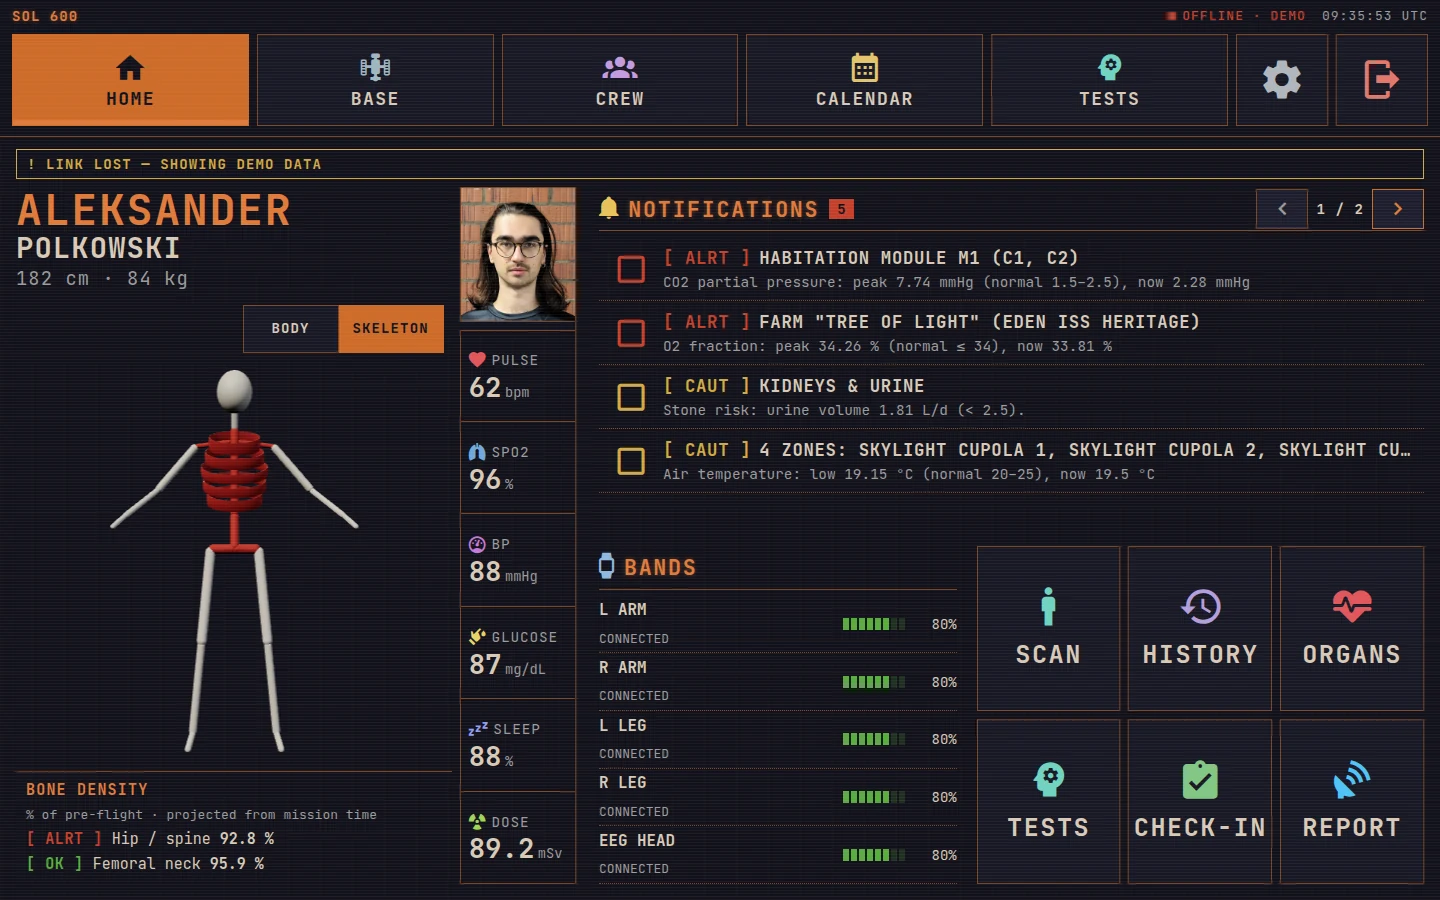 SOL 600
OFFLINE · DEMO 09:35:53 UTC
HOME
BASE
CREW
CALENDAR
TESTS
! LINK LOST — SHOWING DEMO DATA
ALEKSANDER
POLKOWSKI
182 cm · 84 kg
BODY
SKELETON
BONE DENSITY
% of pre-flight · projected from mission time
[ ALRT ] Hip / spine 92.8 %
[ OK ] Femoral neck 95.9 %
PULSE
62 bpm
SPO2
96 %
BP
88 mmHg
GLUCOSE
87 mg/dL
SLEEP
88 %
DOSE
89.2 mSv
NOTIFICATIONS 5
1 / 2
[ ALRT ] HABITATION MODULE M1 (C1, C2)
CO2 partial pressure: peak 7.74 mmHg (normal 1.5–2.5), now 2.28 mmHg
[ ALRT ] FARM "TREE OF LIGHT" (EDEN ISS HERITAGE)
O2 fraction: peak 34.26 % (normal ≤ 34), now 33.81 %
[ CAUT ] KIDNEYS & URINE
Stone risk: urine volume 1.81 L/d (< 2.5).
[ CAUT ] 4 ZONES: SKYLIGHT CUPOLA 1, SKYLIGHT CUPOLA 2, SKYLIGHT CU…
Air temperature: low 19.15 °C (normal 20–25), now 19.5 °C
BANDS
L ARM
CONNECTED
80%
R ARM
CONNECTED
80%
L LEG
CONNECTED
80%
R LEG
CONNECTED
80%
EEG HEAD
CONNECTED
80%
SCAN
HISTORY
ORGANS
TESTS
CHECK-IN
REPORT